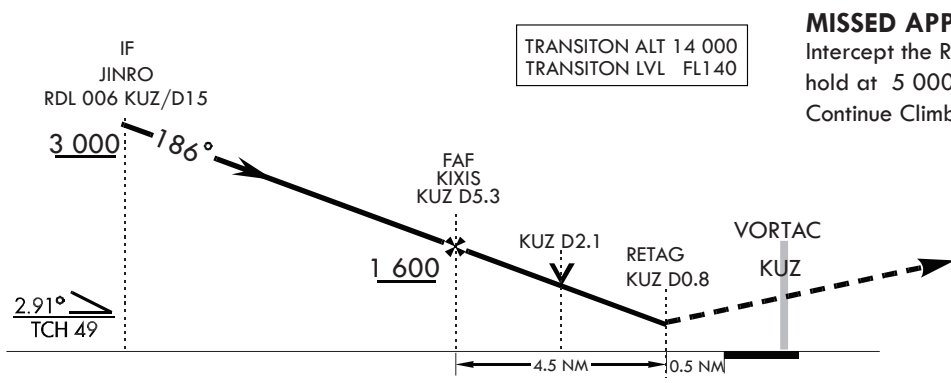 IF
JINRO
RDL 006 KUZ/D15
3 000
186°
TRANSITON ALT 14 000
TRANSITON LVL FL140
MISSED APP
Intercept the R
hold at 5 000
Continue Climb
FAF
KIXIS
KUZ D5.3
1 600
KUZ D2.1
RETAG
KUZ D0.8
VORTAC
KUZ
2.91°
TCH 49
4.5 NM
0.5 NM